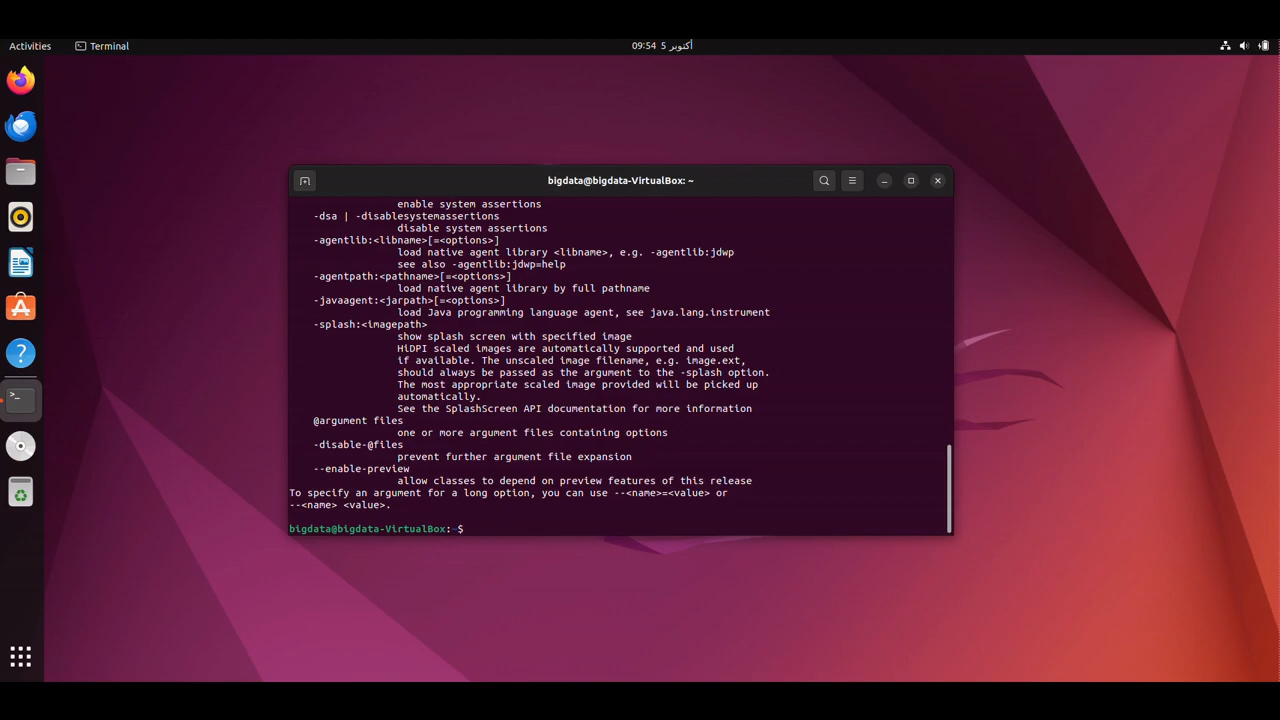 Activities
Terminal
09:54 5 أكتوبر
bigdata@bigdata-VirtualBox: ~
enable system assertions
-dsa | -disablesystemassertions
disable system assertions
-agentlib:<libname>[=<options>]
load native agent library <libname>, e.g. -agentlib:jdwp
see also -agentlib:jdwp=help
-agentpath:<pathname>[=<options>]
load native agent library by full pathname
-javaagent:<jarpath>[=<options>]
load Java programming language agent, see java.lang.instrument
-splash:<imagepath>
show splash screen with specified image
HiDPI scaled images are automatically supported and used
if available. The unscaled image filename, e.g. image.ext,
should always be passed as the argument to the -splash option.
The most appropriate scaled image provided will be picked up
automatically.
See the SplashScreen API documentation for more information
@argument files
one or more argument files containing options
-disable-@files
prevent further argument file expansion
--enable-preview
allow classes to depend on preview features of this release
To specify an argument for a long option, you can use --<name>=<value> or
--<name> <value>.
bigdata@bigdata-VirtualBox:~$